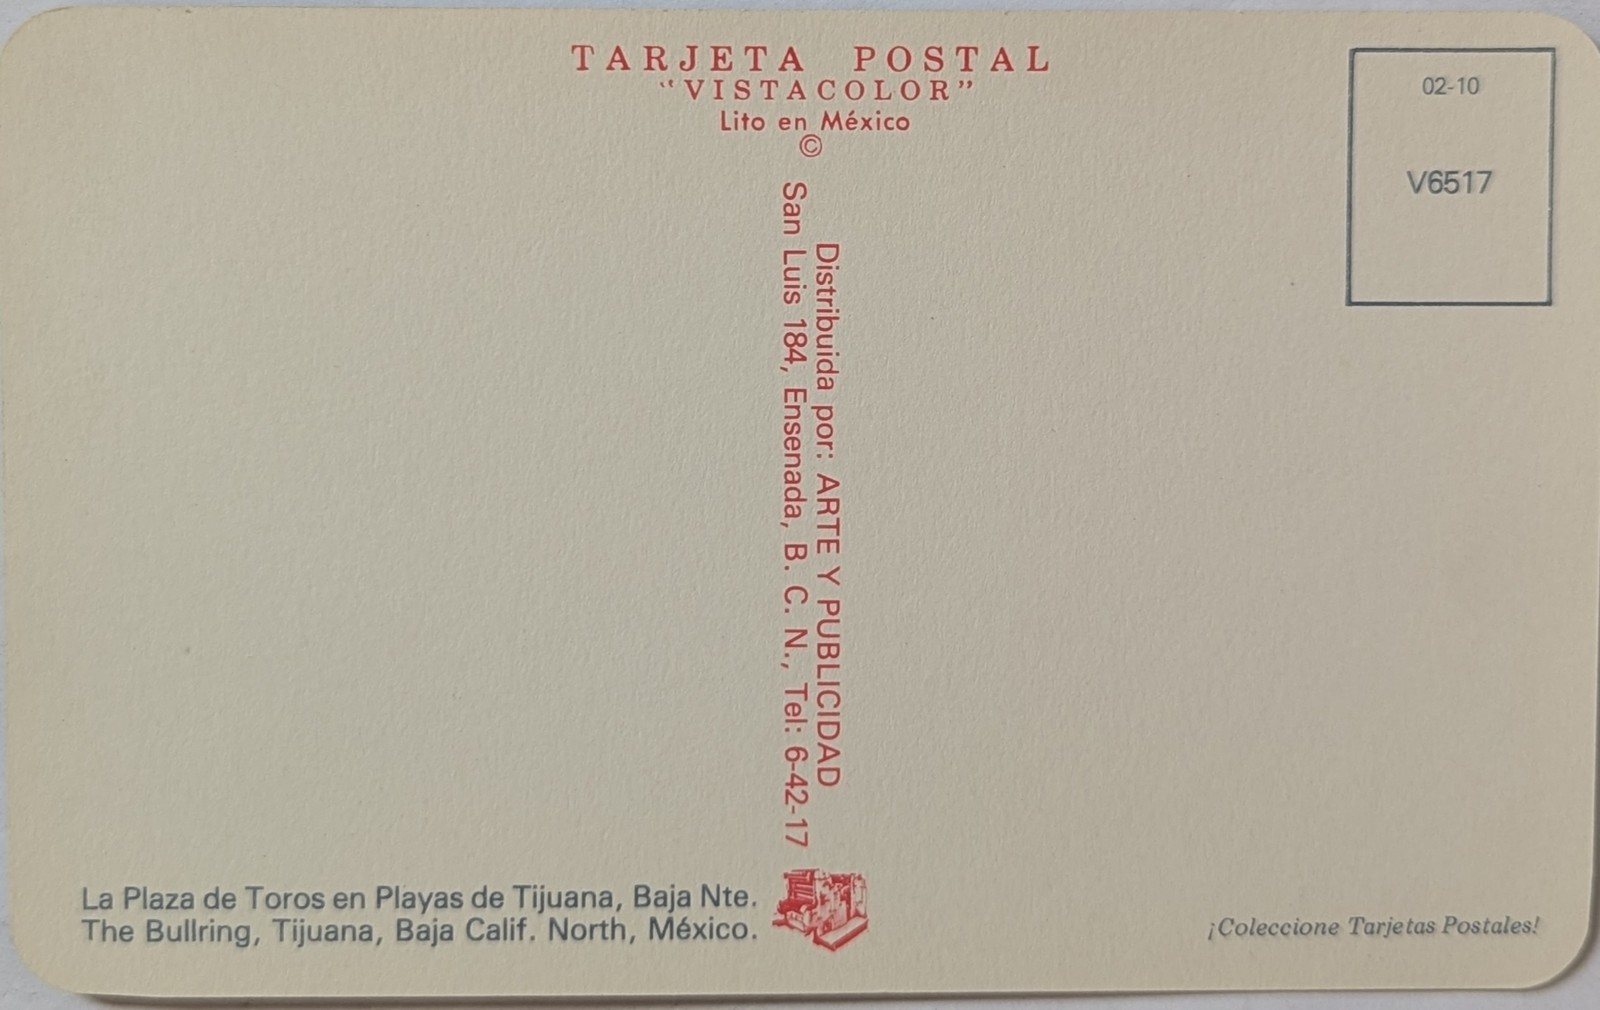 TARJETA POSTAL
“VISTACOLOR”
Lito en México
©
Distribuida por: ARTE Y PUBLICIDAD
San Luis 184, Ensenada, B. C. N., Tel: 6-42-17
02-10
V6517
La Plaza de Toros en Playas de Tijuana, Baja Nte.
The Bullring, Tijuana, Baja Calif. North, México.
¡Coleccione Tarjetas Postales!